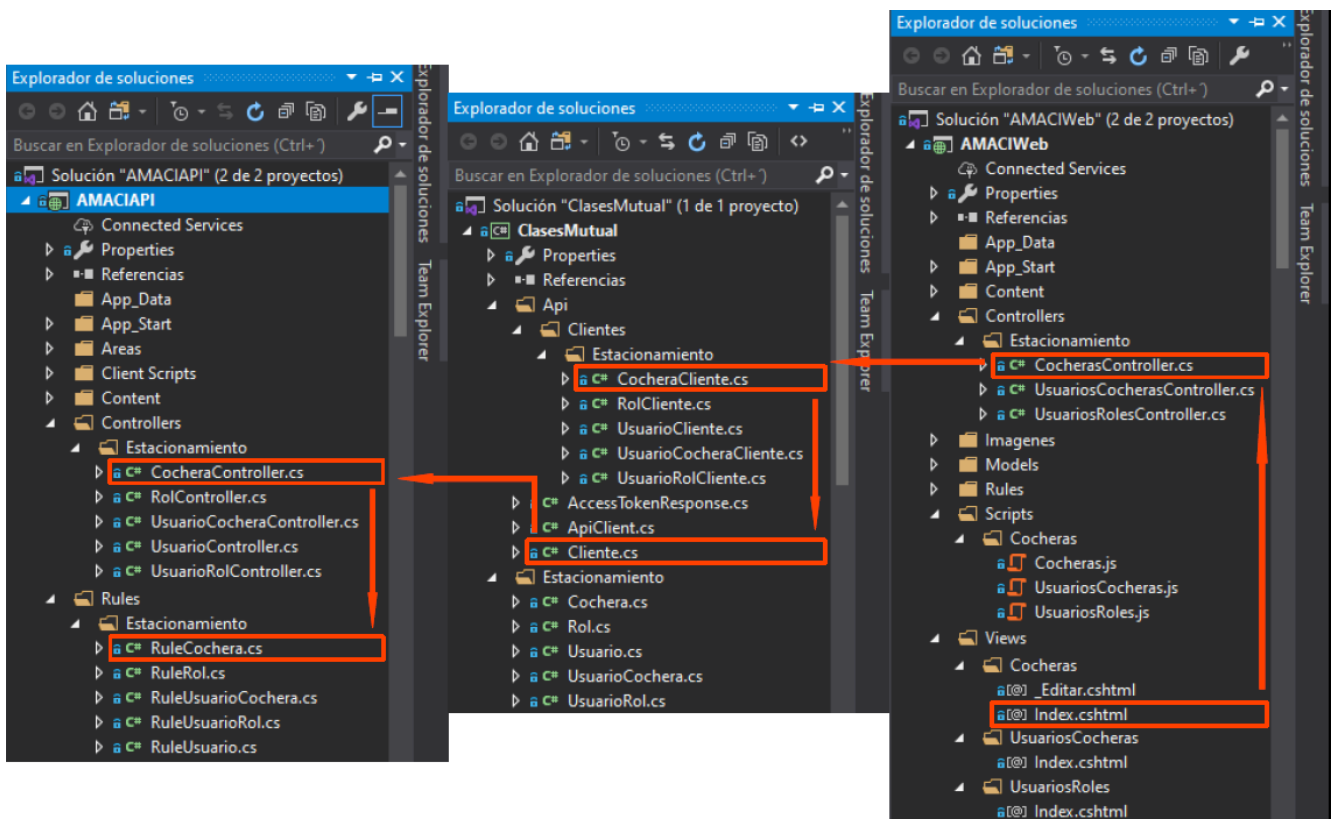 Explorador de soluciones
Buscar en Explorador de soluciones (Ctrl+´)
Solución "AMACIAPI" (2 de 2 proyectos)
AMACIAPI
Connected Services
Properties
Referencias
App_Data
App_Start
Areas
Client Scripts
Content
Controllers
Estacionamiento
C# CocheraController.cs
C# RolController.cs
C# UsuarioCocheraController.cs
C# UsuarioController.cs
C# UsuarioRolController.cs
Rules
Estacionamiento
C# RuleCochera.cs
C# RuleRol.cs
C# RuleUsuarioCochera.cs
C# RuleUsuarioRol.cs
C# RuleUsuario.cs
Explorador de soluciones
Team Explorer
Explorador de soluciones
Buscar en Explorador de soluciones (Ctrl+´)
Solución "ClasesMutual" (1 de 1 proyecto)
C# ClasesMutual
Properties
Referencias
Api
Clientes
Estacionamiento
C# CocheraCliente.cs
C# RolCliente.cs
C# UsuarioCliente.cs
C# UsuarioCocheraCliente.cs
C# UsuarioRolCliente.cs
C# AccessTokenResponse.cs
C# ApiClient.cs
C# Cliente.cs
Estacionamiento
C# Cochera.cs
C# Rol.cs
C# Usuario.cs
C# UsuarioCochera.cs
C# UsuarioRol.cs
Explorador de soluciones
Team Explorer
Explorador de soluciones
Buscar en Explorador de soluciones (Ctrl+´)
Solución "AMACIWeb" (2 de 2 proyectos)
AMACIWeb
Connected Services
Properties
Referencias
App_Data
App_Start
Content
Controllers
Estacionamiento
C# CocherasController.cs
C# UsuariosCocherasController.cs
C# UsuariosRolesController.cs
Imagenes
Models
Rules
Scripts
Cocheras
Cocheras.js
UsuariosCocheras.js
UsuariosRoles.js
Views
Cocheras
[@] _Editar.cshtml
[@] Index.cshtml
UsuariosCocheras
[@] Index.cshtml
UsuariosRoles
[@] Index.cshtml
Explorador de soluciones
Team Explorer